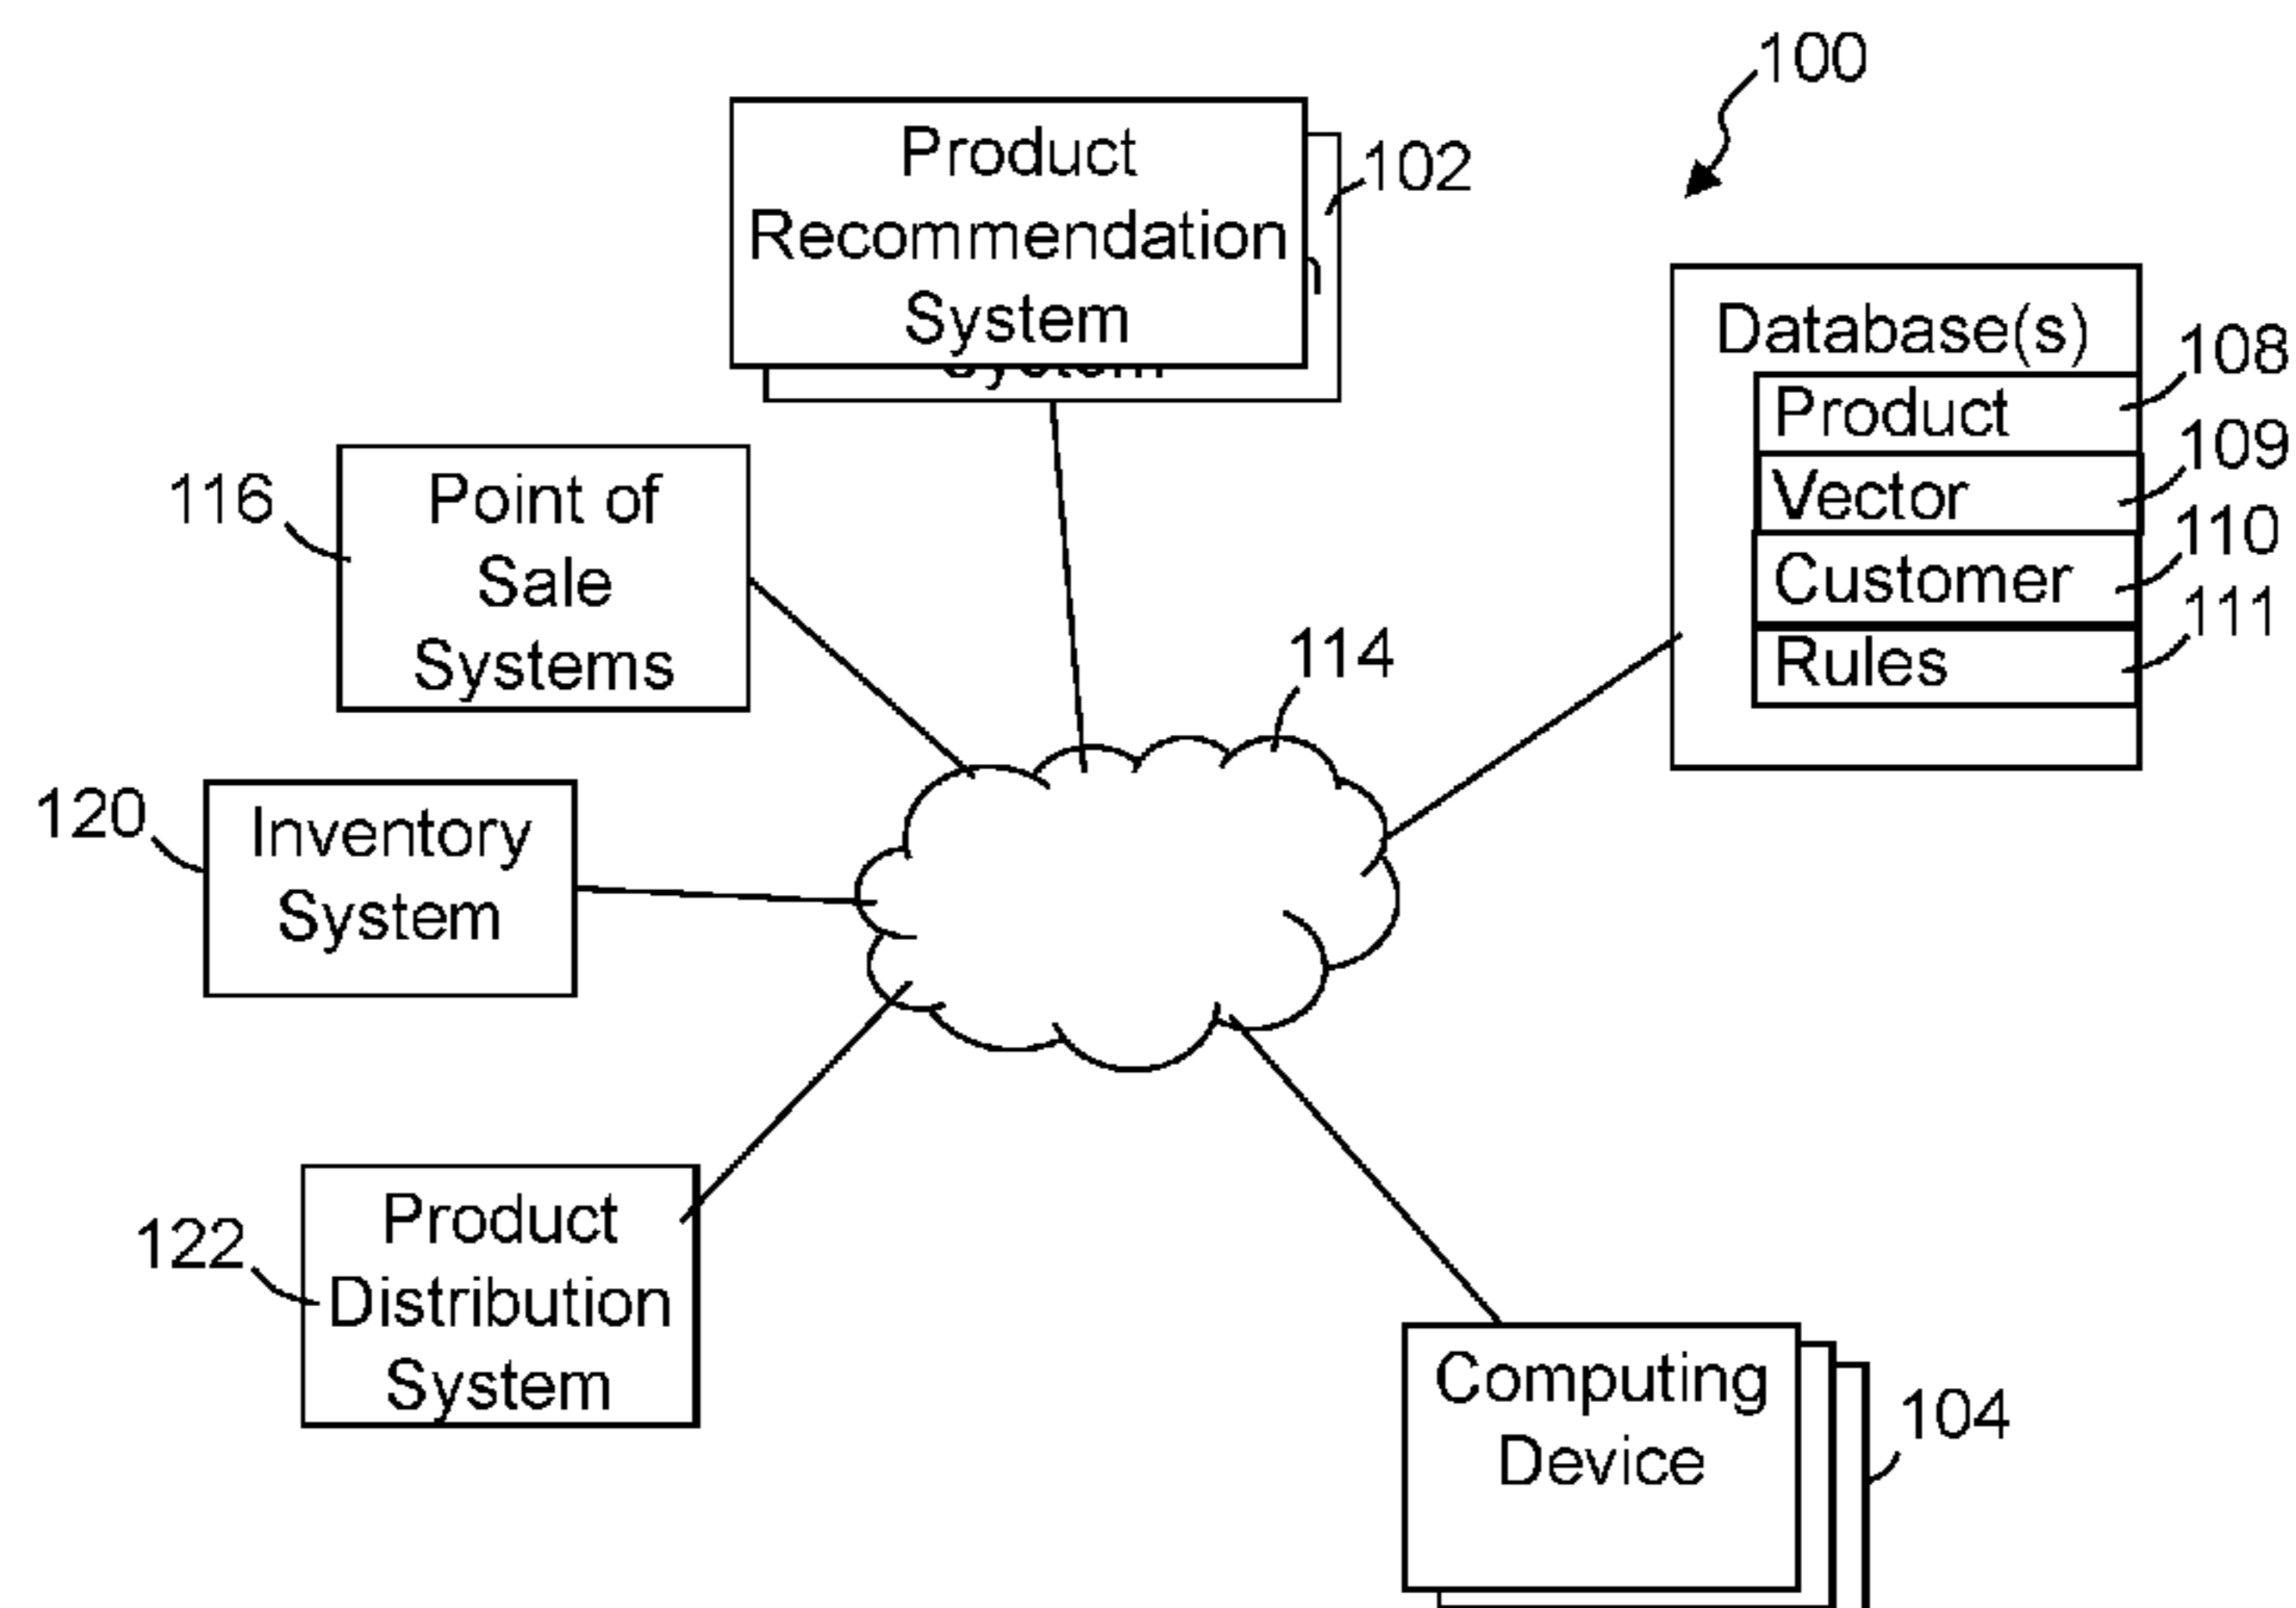 100
Product
Recommendation
System
102
System
Database(s)
Product
108
Vector
109
Customer
110
Rules
111
116
Point of
Sale
Systems
114
120
Inventory
System
122
Product
Distribution
System
Computing
Device
104